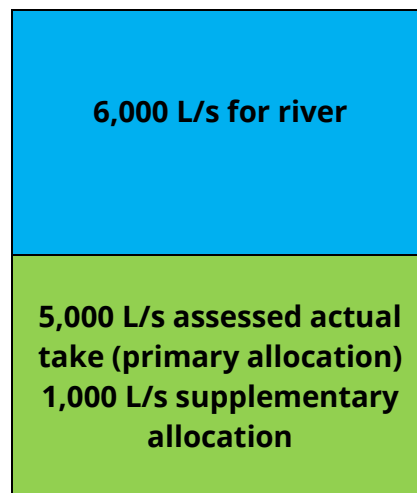 6,000 L/s for river
5,000 L/s assessed actual
take (primary allocation)
1,000 L/s supplementary
allocation